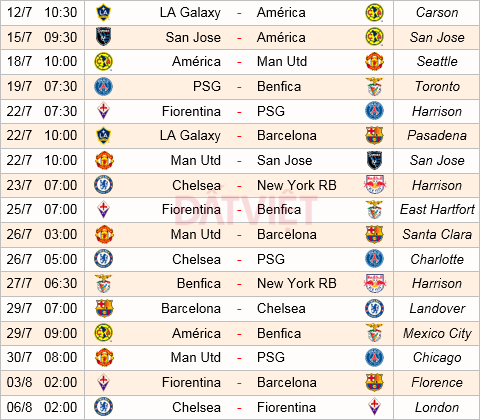 12/7 10:30 LA Galaxy - América Carson
15/7 09:30 San Jose - América San Jose
18/7 10:00 América - Man Utd Seattle
19/7 07:30 PSG - Benfica Toronto
22/7 07:30 Fiorentina - PSG Harrison
22/7 10:00 LA Galaxy - Barcelona Pasadena
22/7 10:00 Man Utd - San Jose San Jose
23/7 07:00 Chelsea - New York RB Harrison
25/7 07:00 Fiorentina - Benfica East Hartfort
DATVIET
26/7 03:00 Man Utd - Barcelona Santa Clara
26/7 05:00 Chelsea - PSG Charlotte
27/7 06:30 Benfica - New York RB Harrison
29/7 07:00 Barcelona - Chelsea Landover
29/7 09:00 América - Benfica Mexico City
30/7 08:00 Man Utd - PSG Chicago
03/8 02:00 Fiorentina - Barcelona Florence
06/8 02:00 Chelsea - Fiorentina London